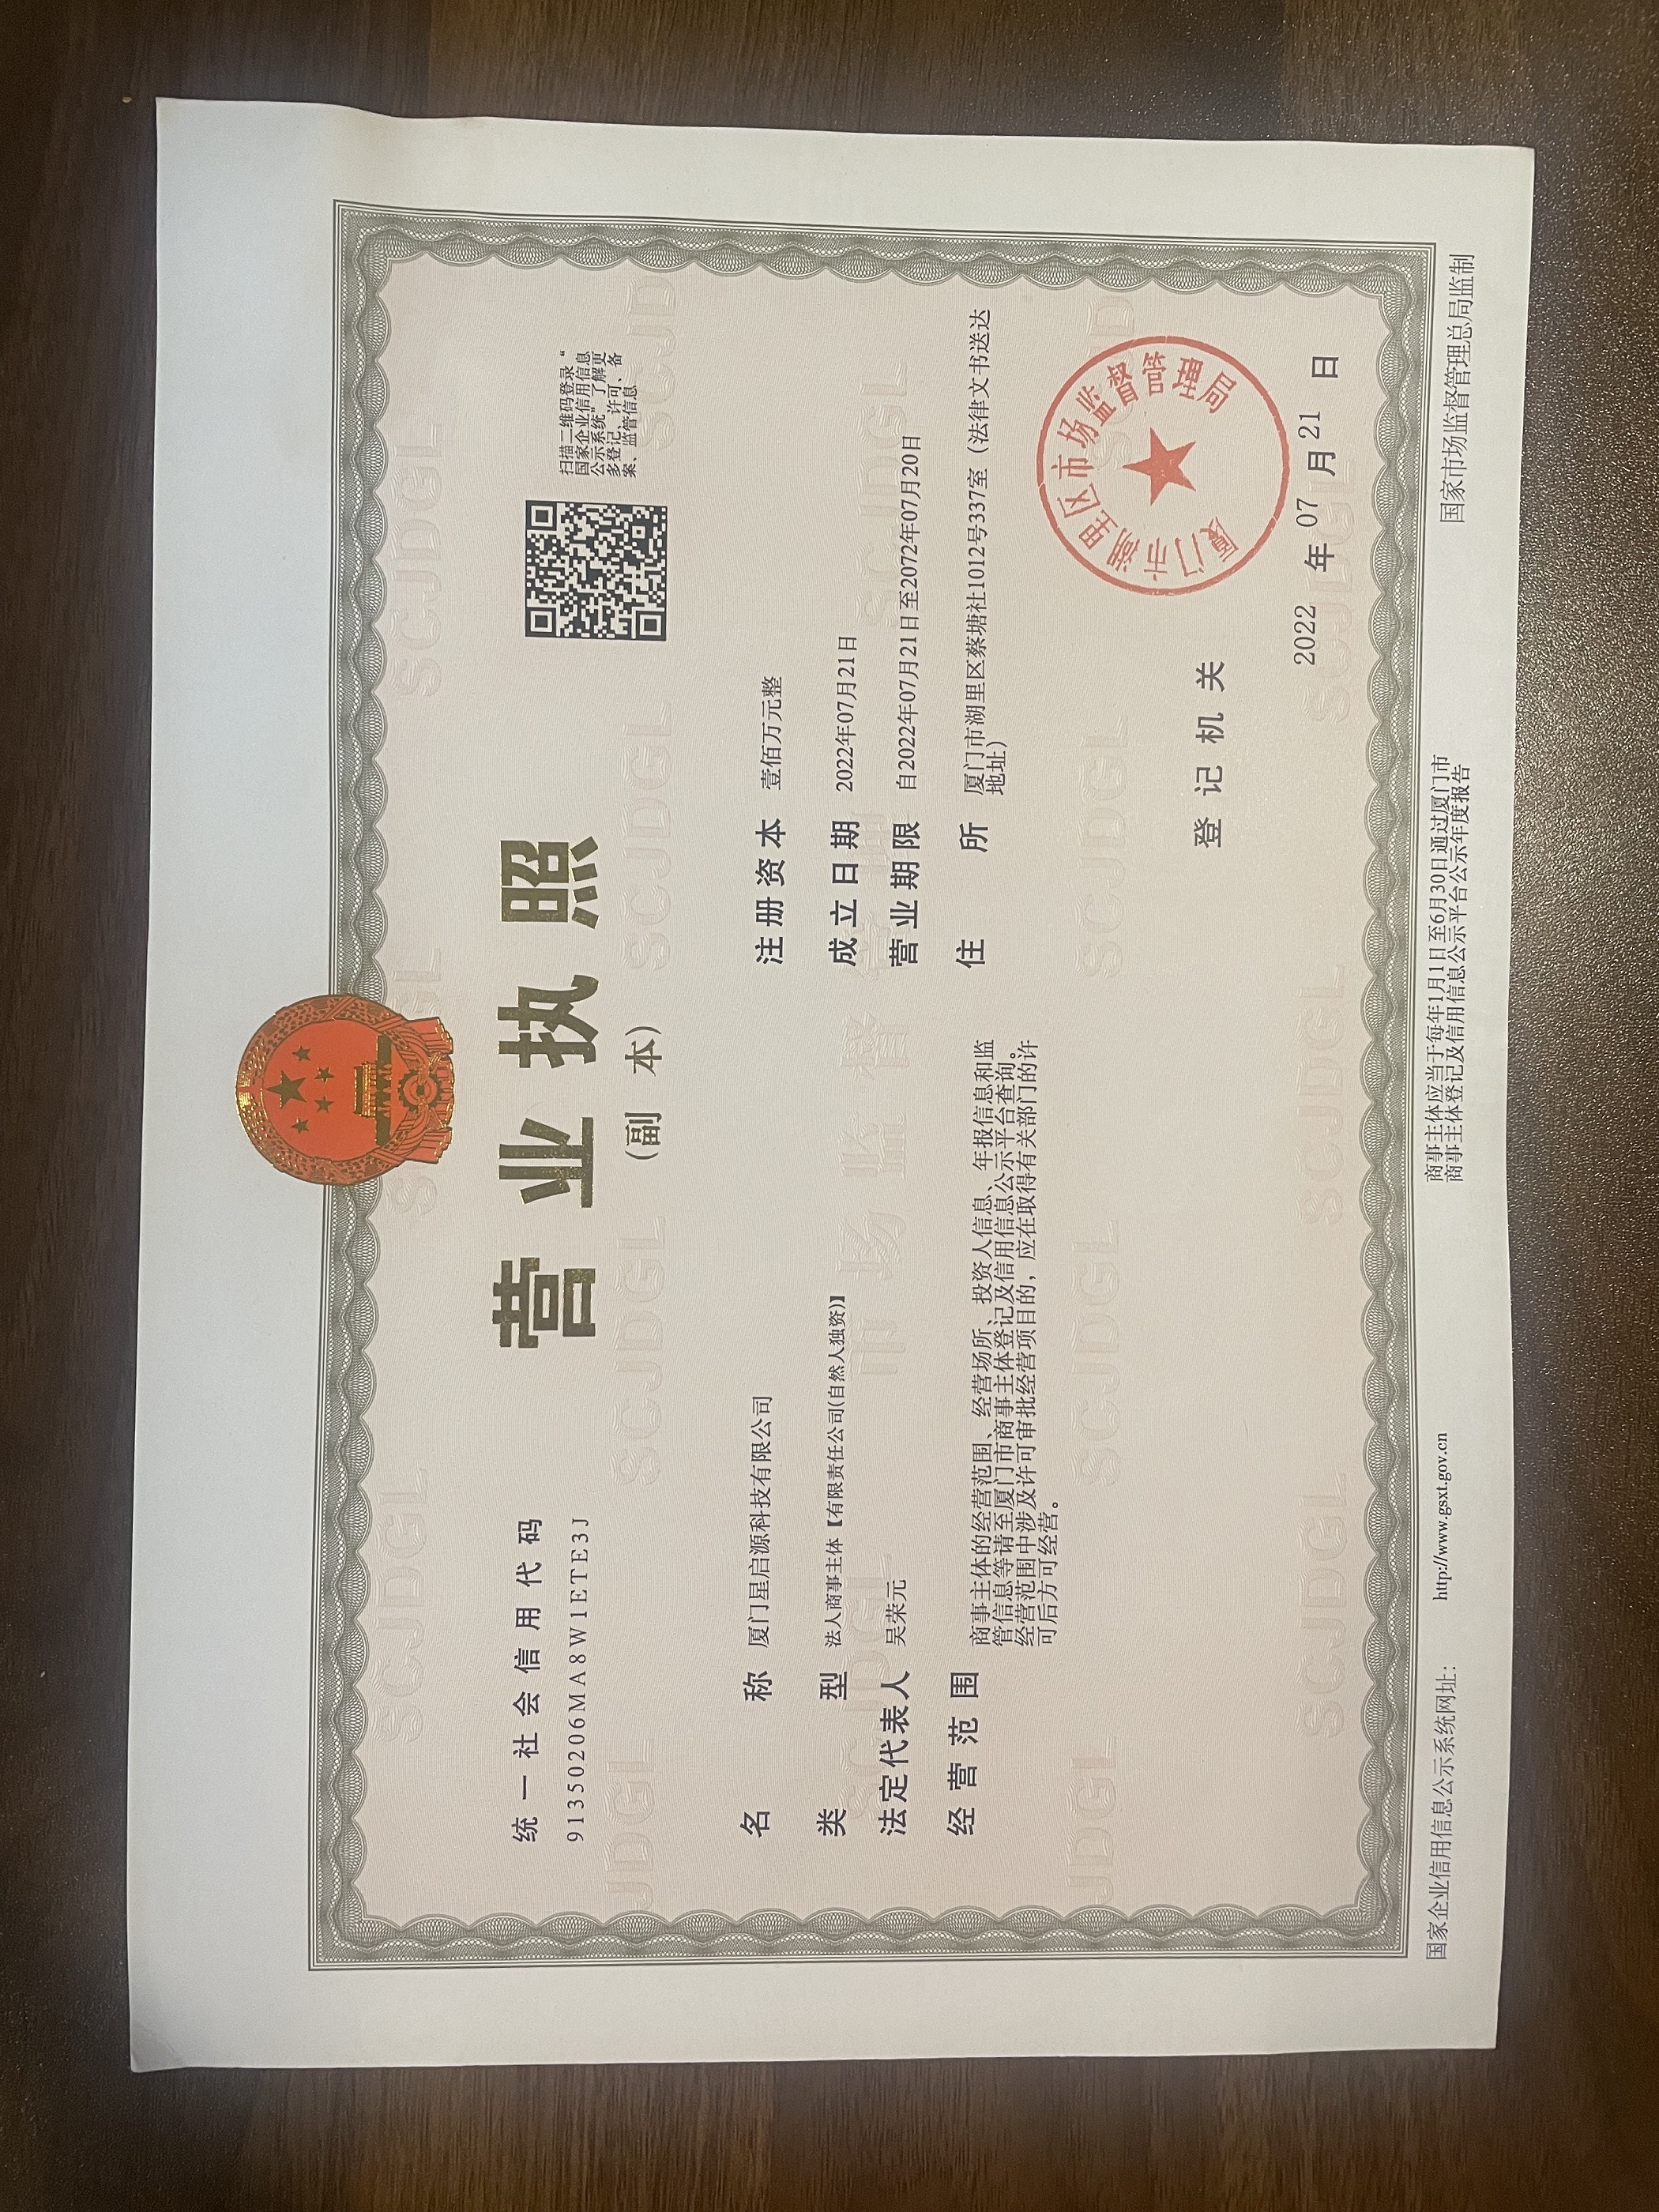 营业执照
(副 本)
统一社会信用代码
91350206MA8W1ETE3J
扫描二维码登录“
国家企业信用信息
公示系统”了解更
多登记、许可、备
案、监管信息
名 称 厦门星启源科技有限公司
类 型 法人商事主体【有限责任公司(自然人独资)】
法定代表人 吴荣元
经营范围 商事主体的经营范围、经营场所、投资人信息、年报信息和监
管信息等请至厦门市商事主体登记及信用信息公示平台查询。
经营范围中涉及许可审批经营项目的，应在取得有关部门的许
可后方可经营。
注册资本 壹佰万元整
成立日期 2022年07月21日
营业期限 自2022年07月21日至2072年07月20日
住 所 厦门市湖里区蔡塘社1012号337室（法律文书送达
地址）
登记机关
厦门市湖里区市场监督管理局
2022 年 07 月 21 日
国家企业信用信息公示系统网址： http://www.gsxt.gov.cn
商事主体应当于每年1月1日至6月30日通过厦门市
商事主体登记及信用信息公示平台公示年度报告
国家市场监督管理总局监制
SCJDGL
市场监督管理